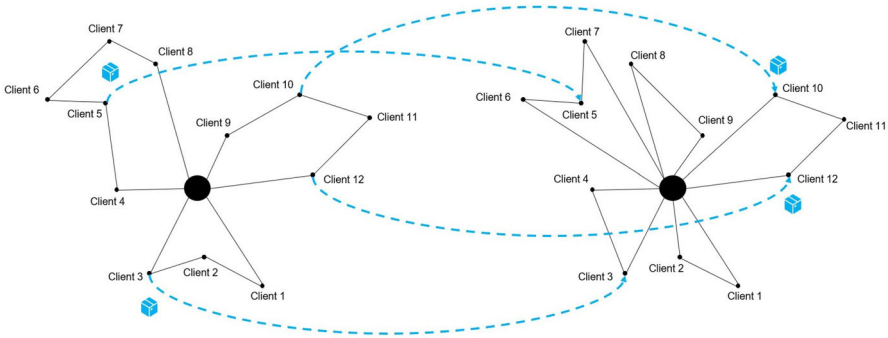 Client 7
Client 8
Client 6
Client 5
Client 4
Client 10
Client 9
Client 11
Client 12
Client 3
Client 2
Client 1
Client 7
Client 8
Client 6
Client 5
Client 9
Client 4
Client 10
Client 11
Client 12
Client 3
Client 2
Client 1